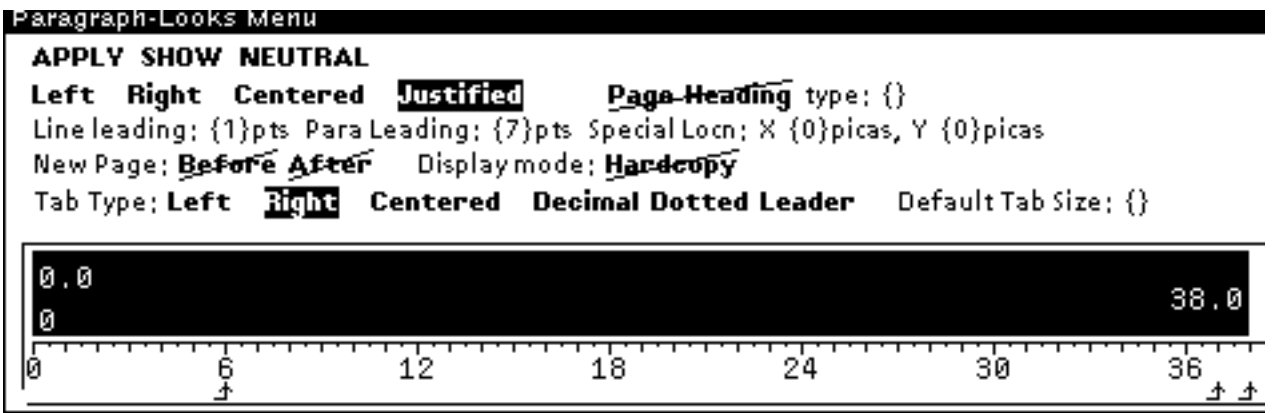 Paragraph-Looks Menu
APPLY SHOW NEUTRAL
Left Right Centered Justified Page-Heading type: {}
Line leading: {1}pts Para Leading: {7}pts Special Locn: X {0}picas, Y {0}picas
New Page: Before After Display mode: Hardcopy
Tab Type: Left Right Centered Decimal Dotted Leader Default Tab Size: {}
0.0
38.0
0
0 6 12 18 24 30 36